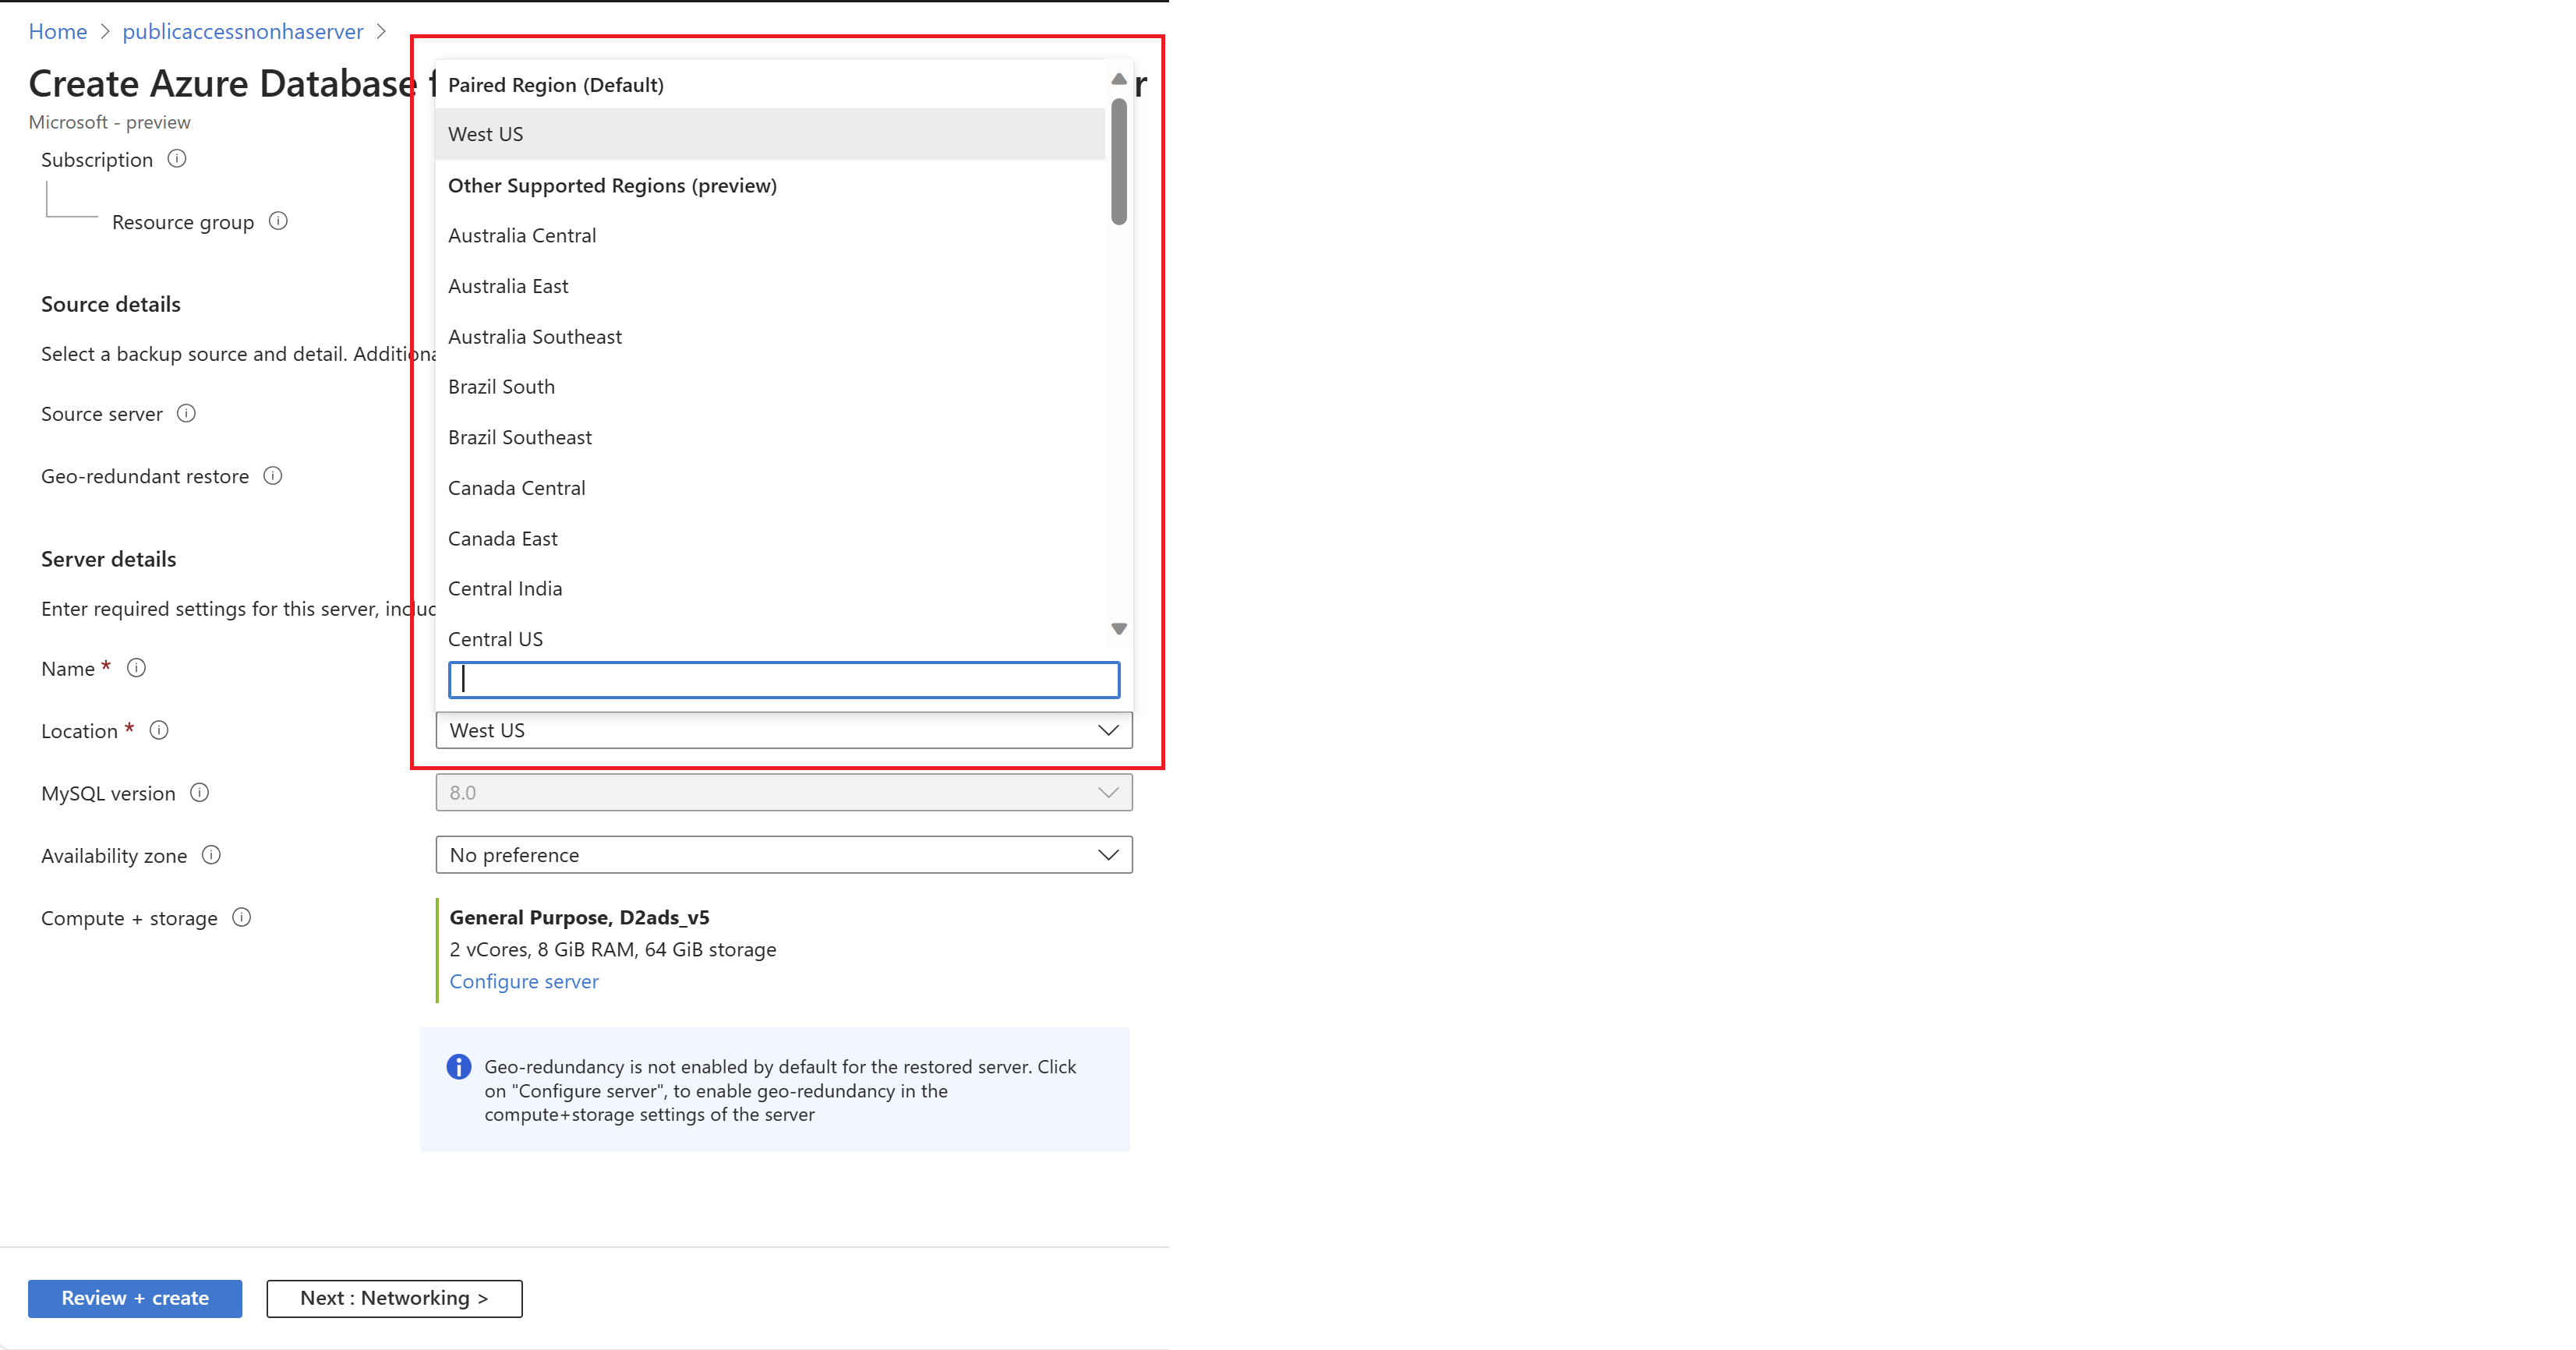 Home > publicaccessnonhaserver >
Create Azure Database f
r
Microsoft - preview
Subscription
Resource group
Source details
Select a backup source and detail. Additiona
Source server
Geo-redundant restore
Server details
Enter required settings for this server, incluc
Name *
Location *
MySQL version
Availability zone
Compute + storage
Paired Region (Default)
West US
Other Supported Regions (preview)
Australia Central
Australia East
Australia Southeast
Brazil South
Brazil Southeast
Canada Central
Canada East
Central India
Central US
West US
8.0
No preference
General Purpose, D2ads_v5
2 vCores, 8 GiB RAM, 64 GiB storage
Configure server
Geo-redundancy is not enabled by default for the restored server. Click
on "Configure server", to enable geo-redundancy in the
compute+storage settings of the server
Review + create
Next : Networking >